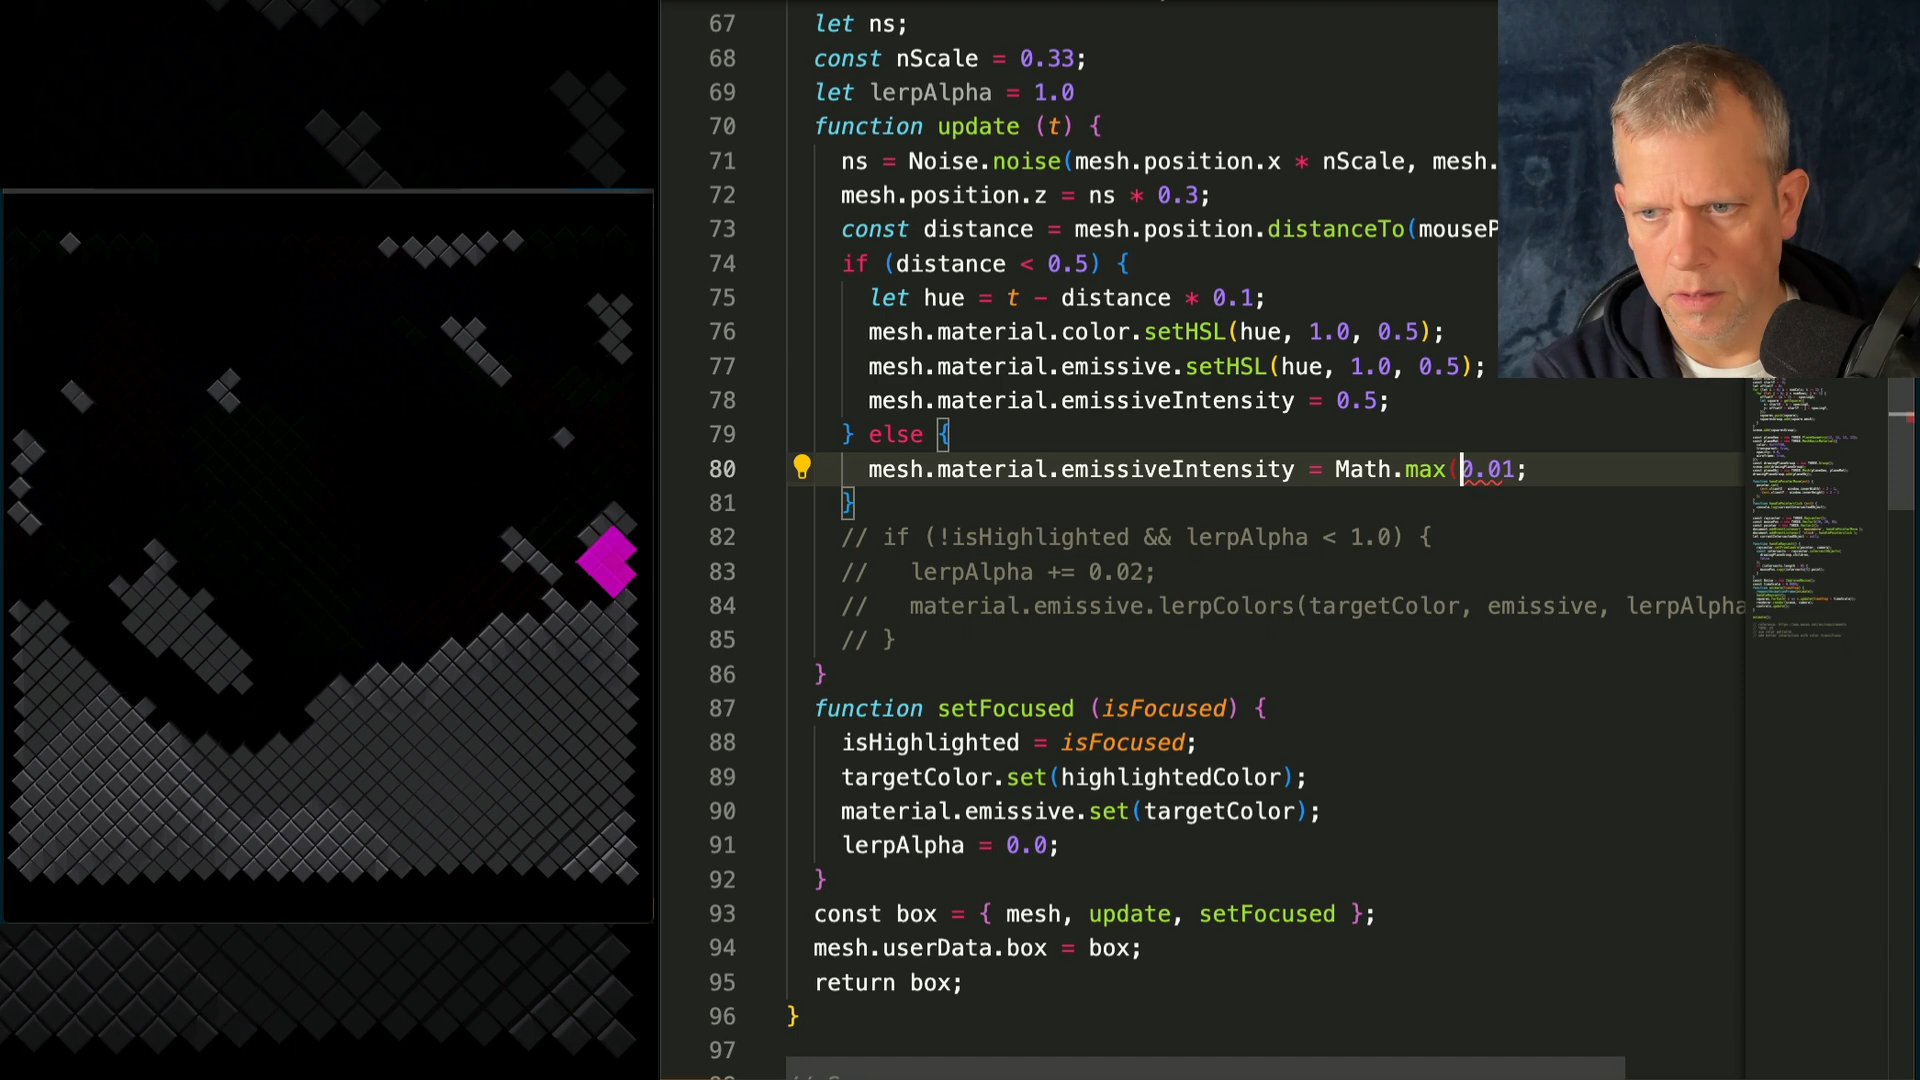 67 let ns;
68 const nScale = 0.33;
69 let lerpAlpha = 1.0
70 function update (t) {
71 ns = Noise.noise(mesh.position.x * nScale, mesh.
72 mesh.position.z = ns * 0.3;
73 const distance = mesh.position.distanceTo(mouseP
74 if (distance < 0.5) {
75 let hue = t - distance * 0.1;
76 mesh.material.color.setHSL(hue, 1.0, 0.5);
77 mesh.material.emissive.setHSL(hue, 1.0, 0.5);
78 mesh.material.emissiveIntensity = 0.5;
79 } else {
80 mesh.material.emissiveIntensity = Math.max(0.01;
81 }
82 // if (!isHighlighted && lerpAlpha < 1.0) {
83 //   lerpAlpha += 0.02;
84 //   material.emissive.lerpColors(targetColor, emissive, lerpAlpha
85 // }
86 }
87 function setFocused (isFocused) {
88 isHighlighted = isFocused;
89 targetColor.set(highlightedColor);
90 material.emissive.set(targetColor);
91 lerpAlpha = 0.0;
92 }
93 const box = { mesh, update, setFocused };
94 mesh.userData.box = box;
95 return box;
96 }
97